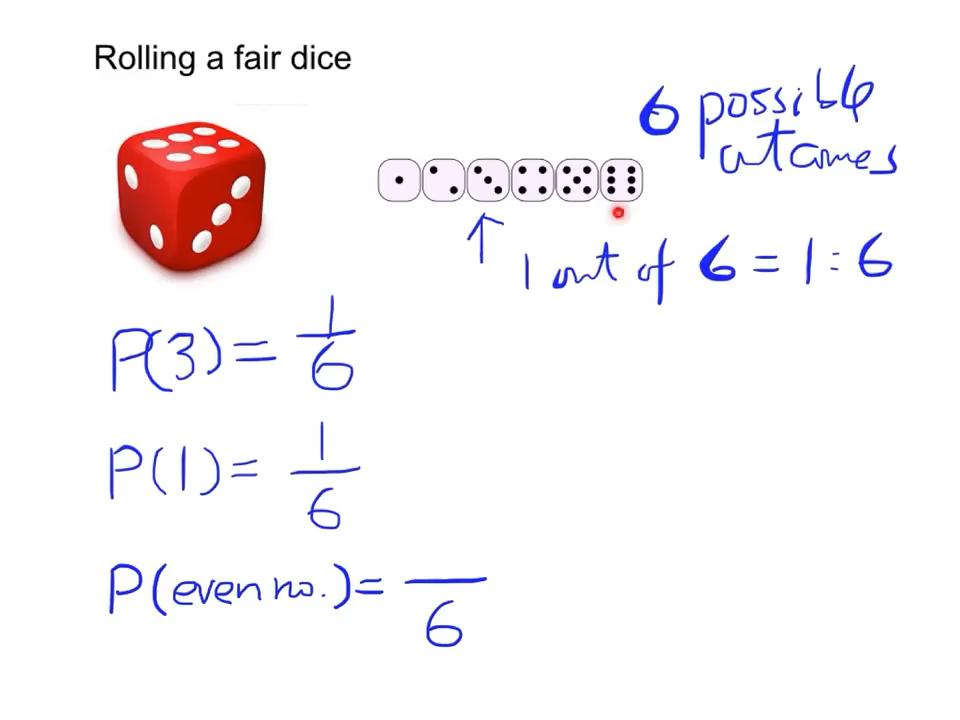 Rolling a fair dice
6 possible
outcomes
1 out of 6 = 1:6
P(3) = 1/6
P(1) = 1/6
P(even no.) = /6